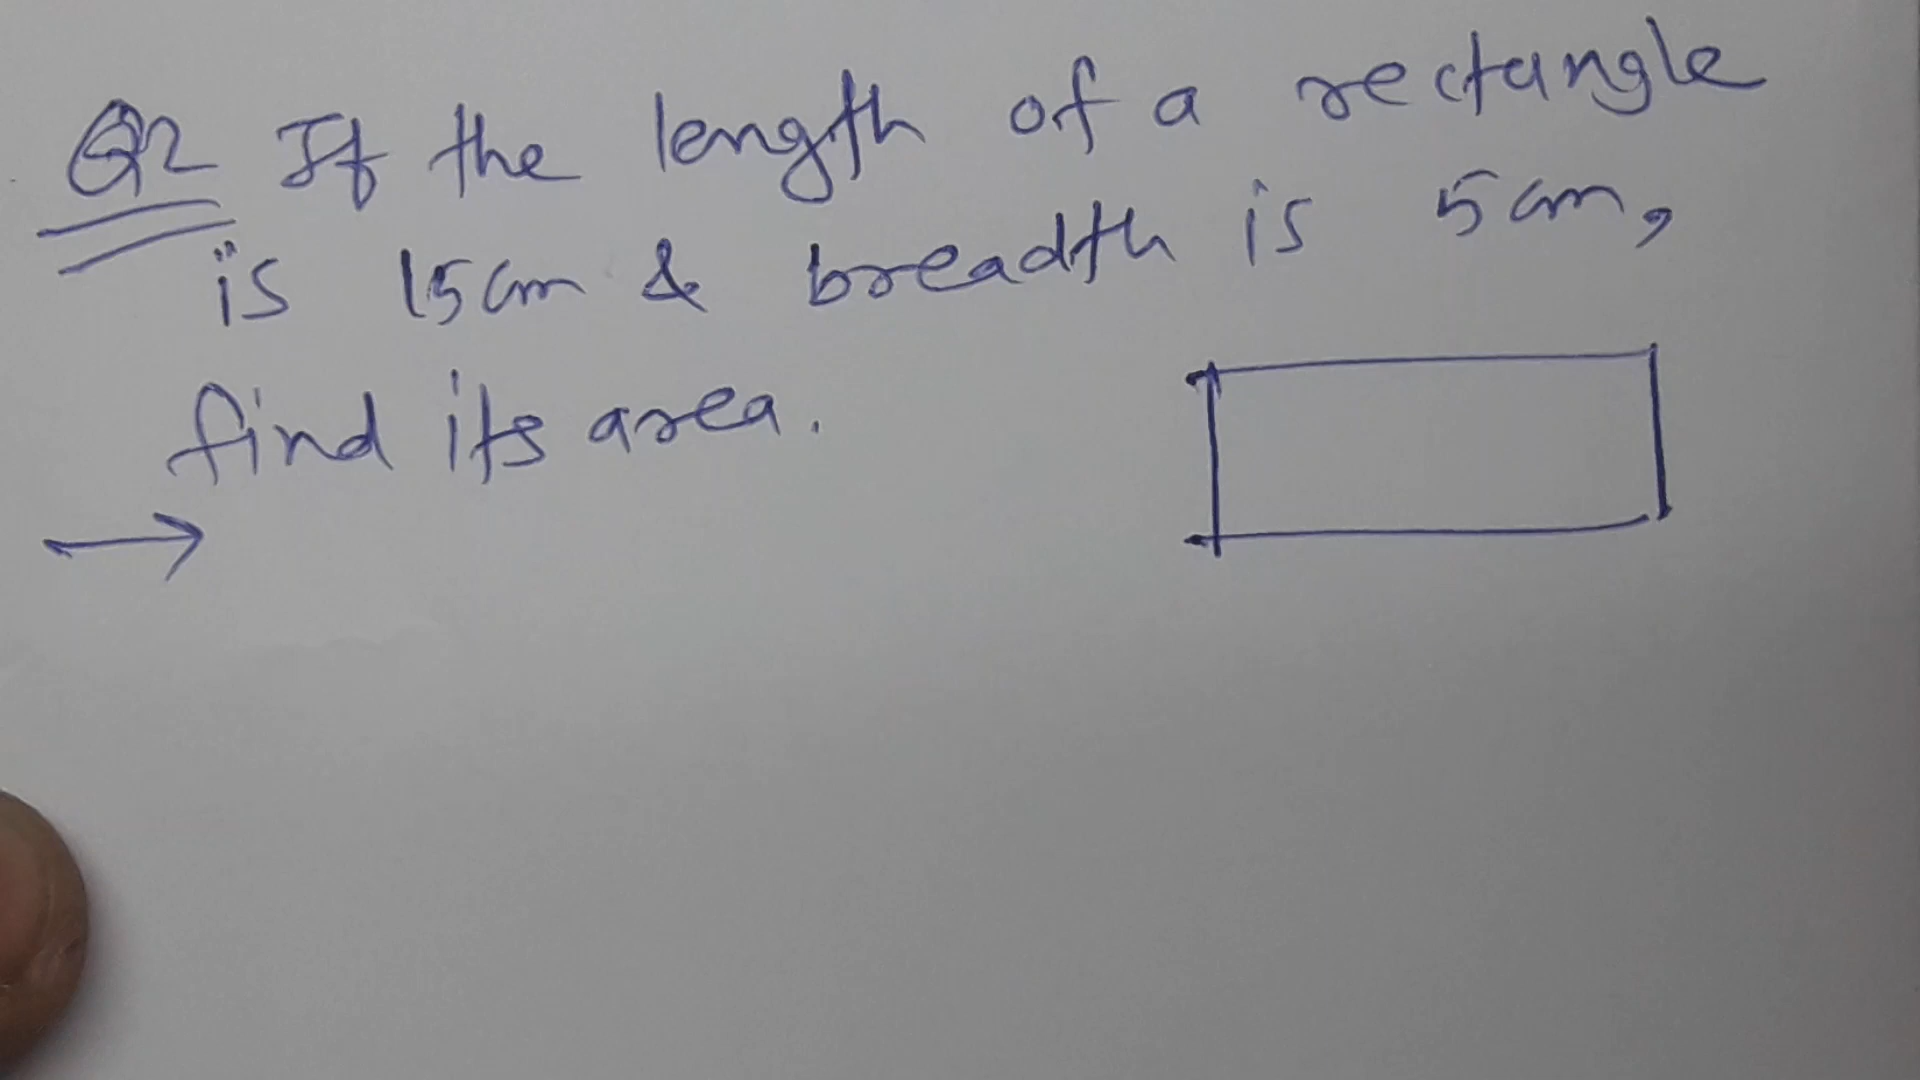 Q2 If the length of a rectangle
is 15cm & breadth is 5cm,
find its area.